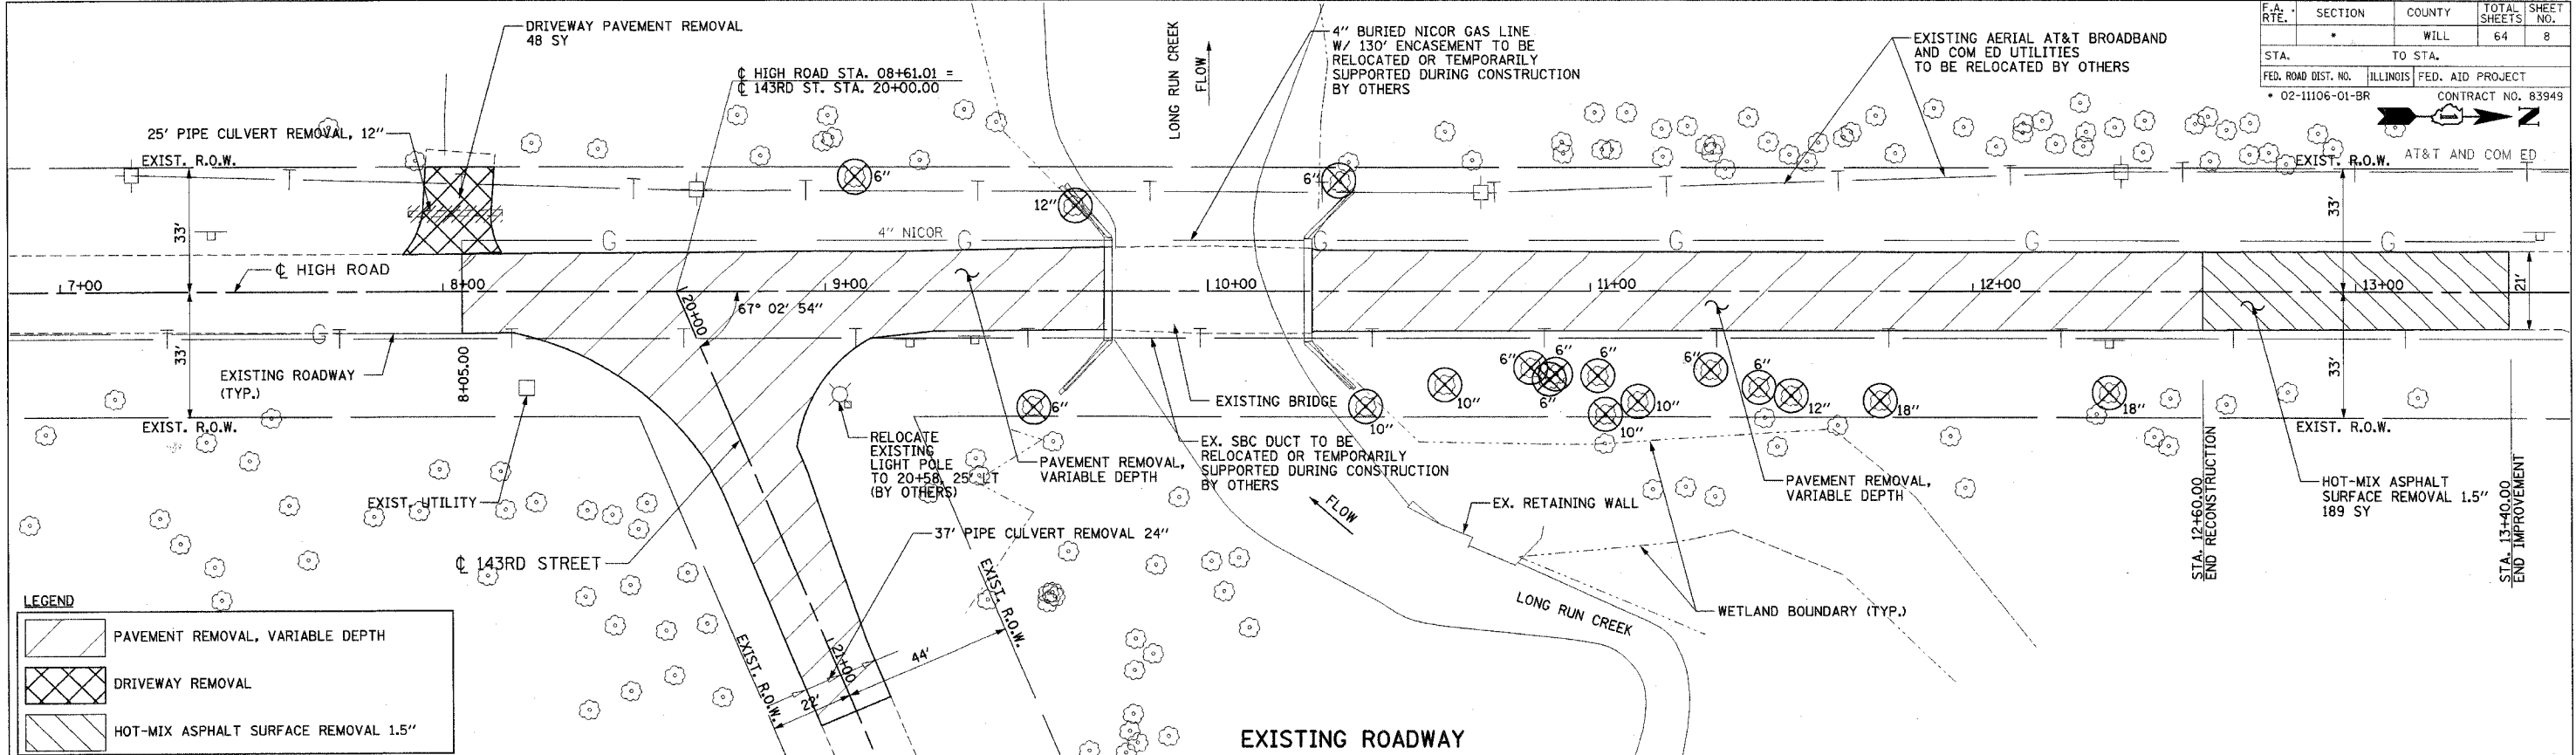 DRIVEWAY PAVEMENT REMOVAL
48 SY
℄ HIGH ROAD STA. 08+61.01 =
℄ 143RD ST. STA. 20+00.00
25' PIPE CULVERT REMOVAL, 12"
EXIST. R.O.W.
LONG RUN CREEK
FLOW
4" BURIED NICOR GAS LINE
W/ 130' ENCASEMENT TO BE
RELOCATED OR TEMPORARILY
SUPPORTED DURING CONSTRUCTION
BY OTHERS
EXISTING AERIAL AT&T BROADBAND
AND COM ED UTILITIES
TO BE RELOCATED BY OTHERS
F.A. RTE. SECTION COUNTY TOTAL SHEETS SHEET NO.
* WILL 64 8
STA. TO STA.
FED. ROAD DIST. NO. ILLINOIS FED. AID PROJECT
* 02-11106-01-BR CONTRACT NO. 83949
N
EXIST. R.O.W.
AT&T AND COM ED
T T T T T T T T T T T
6"
12"
6"
33'
33'
G 4" NICOR G G G G G
℄ HIGH ROAD
7+00 8+00 9+00 10+00 11+00 12+00 13+00
21'
20+00
67° 02' 54"
G T T T T T T T T T T T
33'
33'
8+05.00
EXISTING ROADWAY
(TYP.)
EXIST. R.O.W.
6"
EXISTING BRIDGE
10"
10"
6"
6"
6"
6"
10"
10"
6"
6"
12"
18"
18"
EXIST. R.O.W.
RELOCATE
EXISTING
LIGHT POLE
TO 20+58, 25' LT
(BY OTHERS)
PAVEMENT REMOVAL,
VARIABLE DEPTH
EX. SBC DUCT TO BE
RELOCATED OR TEMPORARILY
SUPPORTED DURING CONSTRUCTION
BY OTHERS
PAVEMENT REMOVAL,
VARIABLE DEPTH
HOT-MIX ASPHALT
SURFACE REMOVAL 1.5"
189 SY
STA. 12+60.00
END RECONSTRUCTION
STA. 13+40.00
END IMPROVEMENT
EXIST. UTILITY
FLOW
EX. RETAINING WALL
37' PIPE CULVERT REMOVAL 24"
℄ 143RD STREET
EXIST. R.O.W.
LONG RUN CREEK
WETLAND BOUNDARY (TYP.)
EXIST. R.O.W.
21+00
44'
22'
LEGEND
PAVEMENT REMOVAL, VARIABLE DEPTH
DRIVEWAY REMOVAL
HOT-MIX ASPHALT SURFACE REMOVAL 1.5"
EXISTING ROADWAY